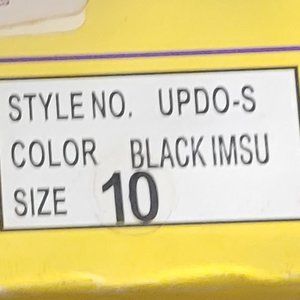 STYLE NO. UPDO-S
COLOR BLACK IMSU
SIZE 10